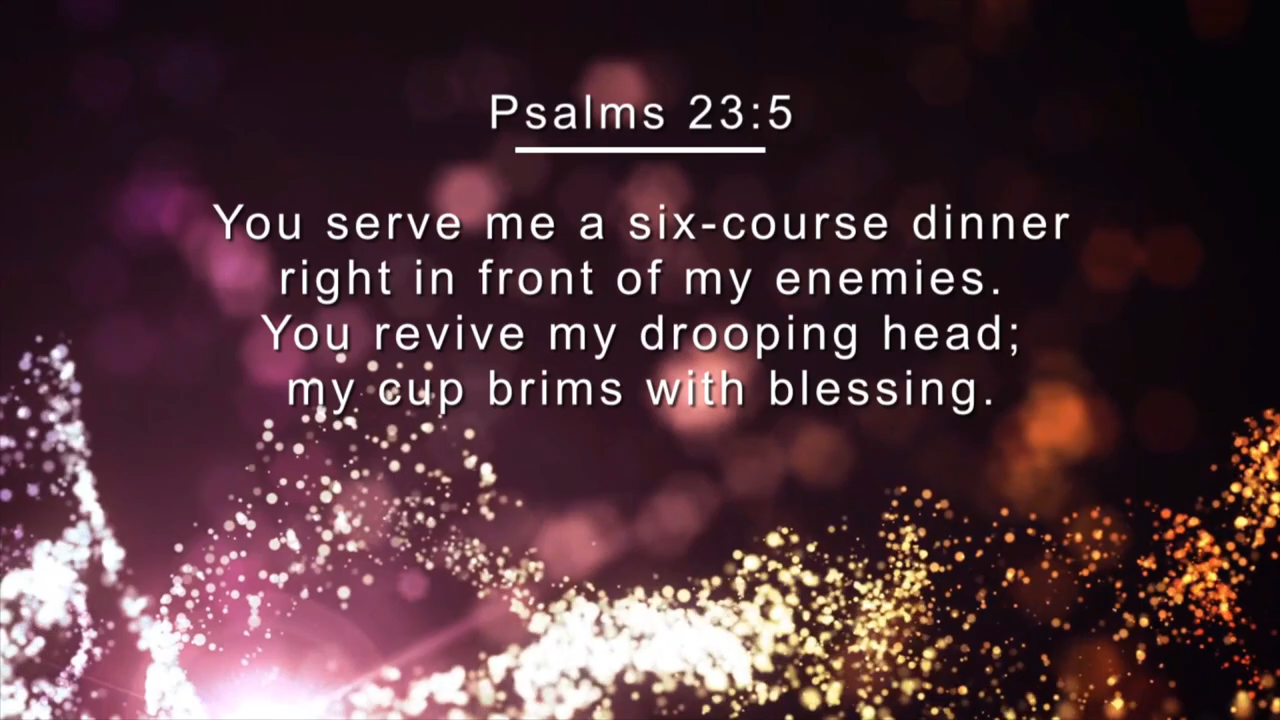 Psalms 23:5
You serve me a six-course dinner
right in front of my enemies.
You revive my drooping head;
my cup brims with blessing.